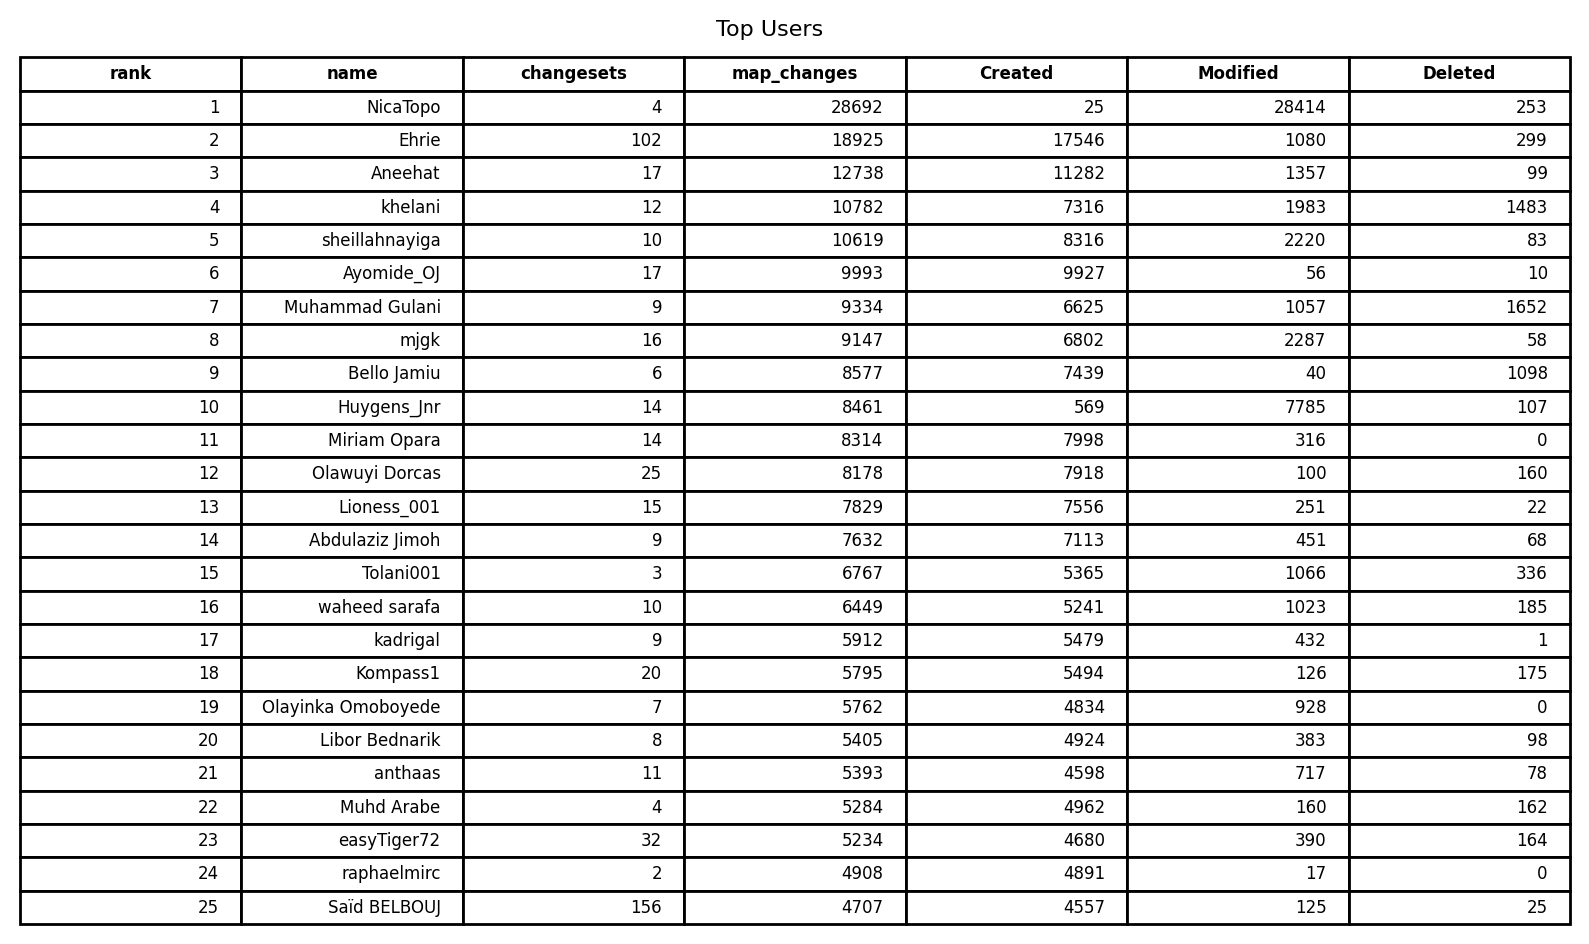 Top Users
rank name changesets map_changes Created Modified Deleted
1 NicaTopo 4 28692 25 28414 253
2 Ehrie 102 18925 17546 1080 299
3 Aneehat 17 12738 11282 1357 99
4 khelani 12 10782 7316 1983 1483
5 sheillahnayiga 10 10619 8316 2220 83
6 Ayomide_OJ 17 9993 9927 56 10
7 Muhammad Gulani 9 9334 6625 1057 1652
8 mjgk 16 9147 6802 2287 58
9 Bello Jamiu 6 8577 7439 40 1098
10 Huygens_Jnr 14 8461 569 7785 107
11 Miriam Opara 14 8314 7998 316 0
12 Olawuyi Dorcas 25 8178 7918 100 160
13 Lioness_001 15 7829 7556 251 22
14 Abdulaziz Jimoh 9 7632 7113 451 68
15 Tolani001 3 6767 5365 1066 336
16 waheed sarafa 10 6449 5241 1023 185
17 kadrigal 9 5912 5479 432 1
18 Kompass1 20 5795 5494 126 175
19 Olayinka Omoboyede 7 5762 4834 928 0
20 Libor Bednarik 8 5405 4924 383 98
21 anthaas 11 5393 4598 717 78
22 Muhd Arabe 4 5284 4962 160 162
23 easyTiger72 32 5234 4680 390 164
24 raphaelmirc 2 4908 4891 17 0
25 Saïd BELBOUJ 156 4707 4557 125 25